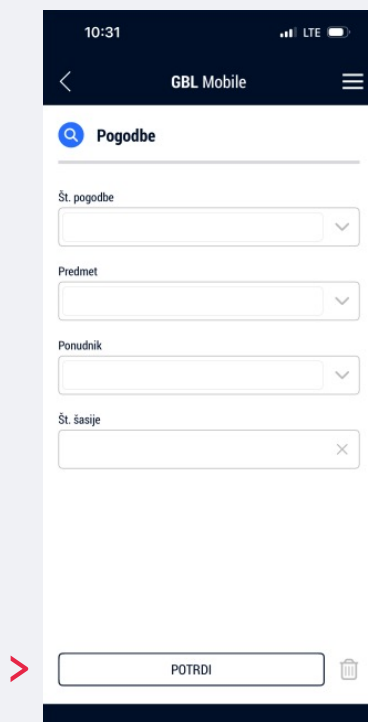 10:31 LTE
GBL Mobile
Pogodbe
Št. pogodbe
Predmet
Ponudnik
Št. šasije
POTRDI